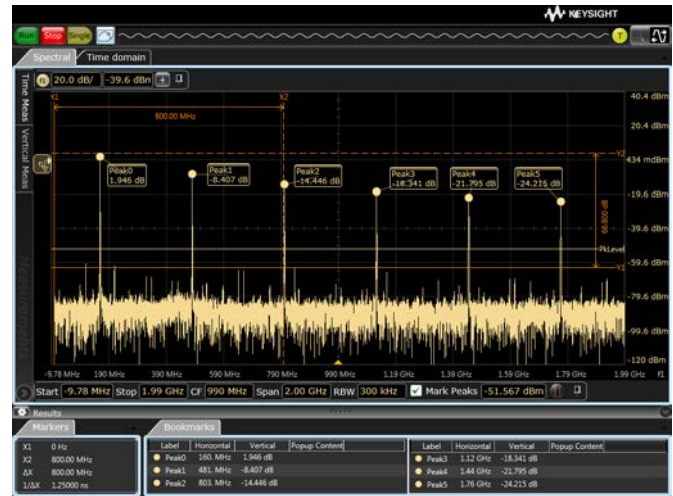 KEYSIGHT
Run Stop Single T
Spectral Time domain
f1 20.0 dB/ -39.6 dBm
Time Meas
Vertical Meas
Measurements
X1 X2 40.4 dBm
800.00 MHz
20.4 dBm
Y2
434 mdBm
Peak0
1.946 dB
Peak1
-8.407 dB
Peak2
-14.446 dB
Peak3
-18.341 dB
Peak4
-21.795 dB
Peak5
-24.215 dB
-19.6 dBm
66.800 dB
-39.6 dBm
PkLevel
-59.6 dBm
Y1
-79.6 dBm
-99.6 dBm
-120 dBm
-9.78 MHz 190 MHz 390 MHz 590 MHz 790 MHz 990 MHz 1.19 GHz 1.39 GHz 1.59 GHz 1.79 GHz 1.99 GHz f1
Start -9.78 MHz Stop 1.99 GHz CF 990 MHz Span 2.00 GHz RBW 300 kHz Mark Peaks -51.567 dBm
Results
Markers Bookmarks
X1 0 Hz
X2 800.00 MHz
ΔX 800.00 MHz
1/ΔX 1.25000 ns
Label Horizontal Vertical Popup Content
Peak0 160. MHz 1.946 dB
Peak1 481. MHz -8.407 dB
Peak2 803. MHz -14.446 dB
Label Horizontal Vertical Popup Content
Peak3 1.12 GHz -18.341 dB
Peak4 1.44 GHz -21.795 dB
Peak5 1.76 GHz -24.215 dB